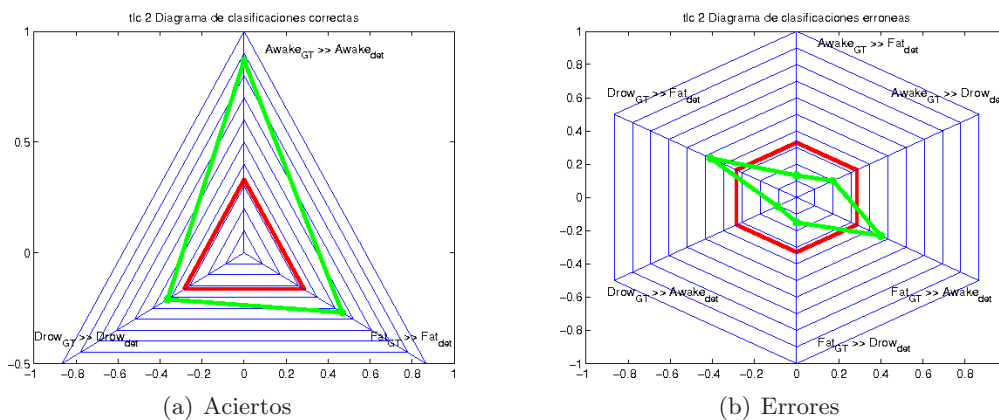 tlc 2 Diagrama de clasificaciones correctas
1
Awake_GT >> Awake_det
0.5
0
Drow_GT >> Drow_det
Fat_GT >> Fat_det
-0.5
-1 -0.8 -0.6 -0.4 -0.2 0 0.2 0.4 0.6 0.8 1
(a) Aciertos
tlc 2 Diagrama de clasificaciones erroneas
1
Awake_GT >> Fat_det
0.8
0.6
Drow_GT >> Fat_det
Awake_GT >> Drow_det
0.4
0.2
0
-0.2
-0.4
-0.6
Drow_GT >> Awake_det
Fat_GT >> Awake_det
-0.8
Fat_GT >> Drow_det
-1
-1 -0.8 -0.6 -0.4 -0.2 0 0.2 0.4 0.6 0.8 1
(b) Errores